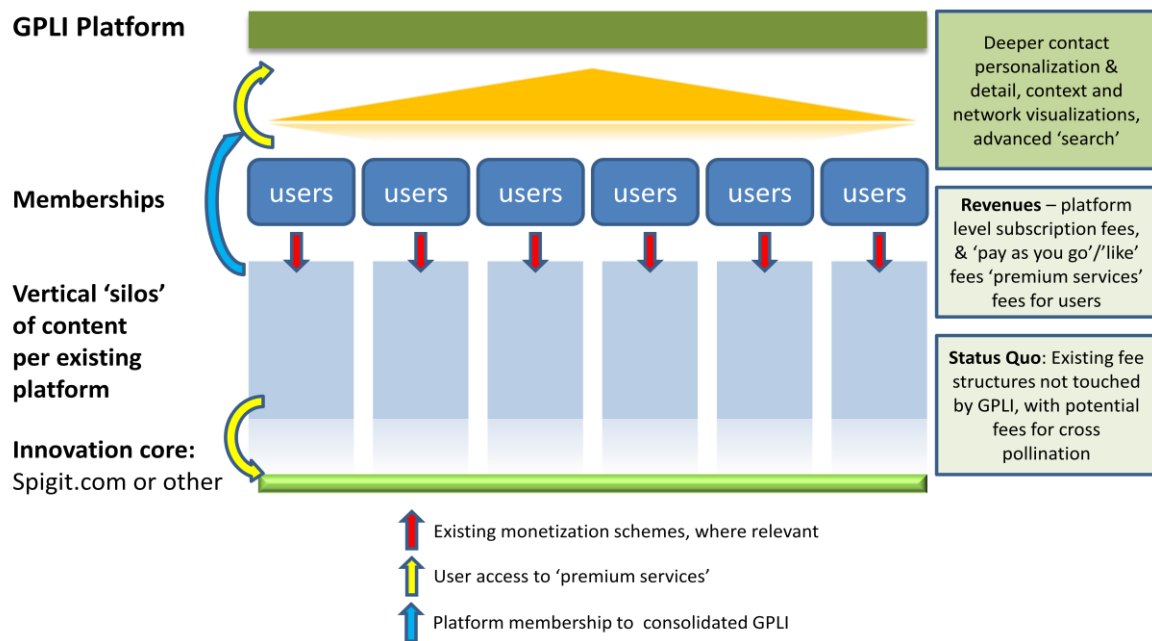 GPLI Platform
Deeper contact
personalization &
detail, context and
network visualizations,
advanced ‘search’
Memberships
users
users
users
users
users
users
Revenues – platform
level subscription fees,
& ‘pay as you go’/’like’
fees ‘premium services’
fees for users
Vertical ‘silos’
of content
per existing
platform
Status Quo: Existing fee
structures not touched
by GPLI, with potential
fees for cross
pollination
Innovation core:
Spigit.com or other
Existing monetization schemes, where relevant
User access to ‘premium services’
Platform membership to  consolidated GPLI